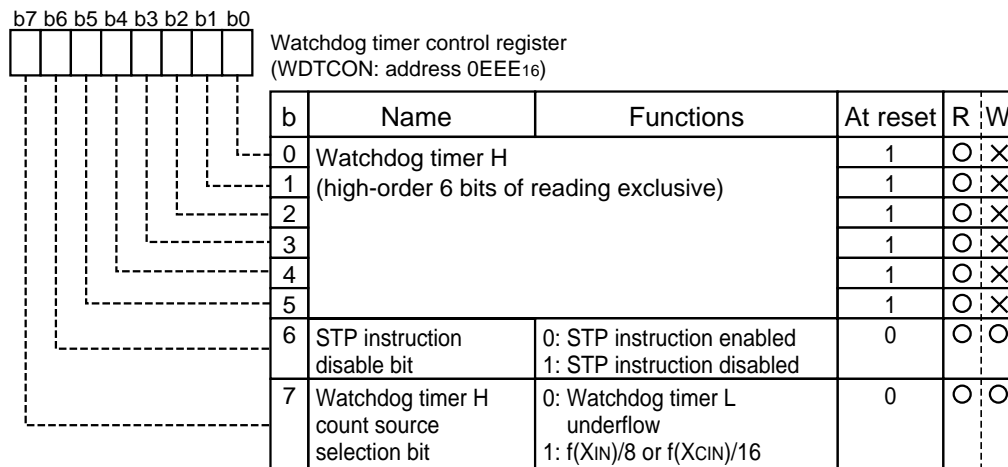 b7 b6 b5 b4 b3 b2 b1 b0
Watchdog timer control register
(WDTCON: address 0EEE16)
b Name Functions At reset R W
0 Watchdog timer H 1 O ×
1 (high-order 6 bits of reading exclusive) 1 O ×
2 1 O ×
3 1 O ×
4 1 O ×
5 1 O ×
6 STP instruction 0: STP instruction enabled 0 O O
disable bit 1: STP instruction disabled
7 Watchdog timer H 0: Watchdog timer L 0 O O
count source underflow
selection bit 1: f(XIN)/8 or f(XCIN)/16